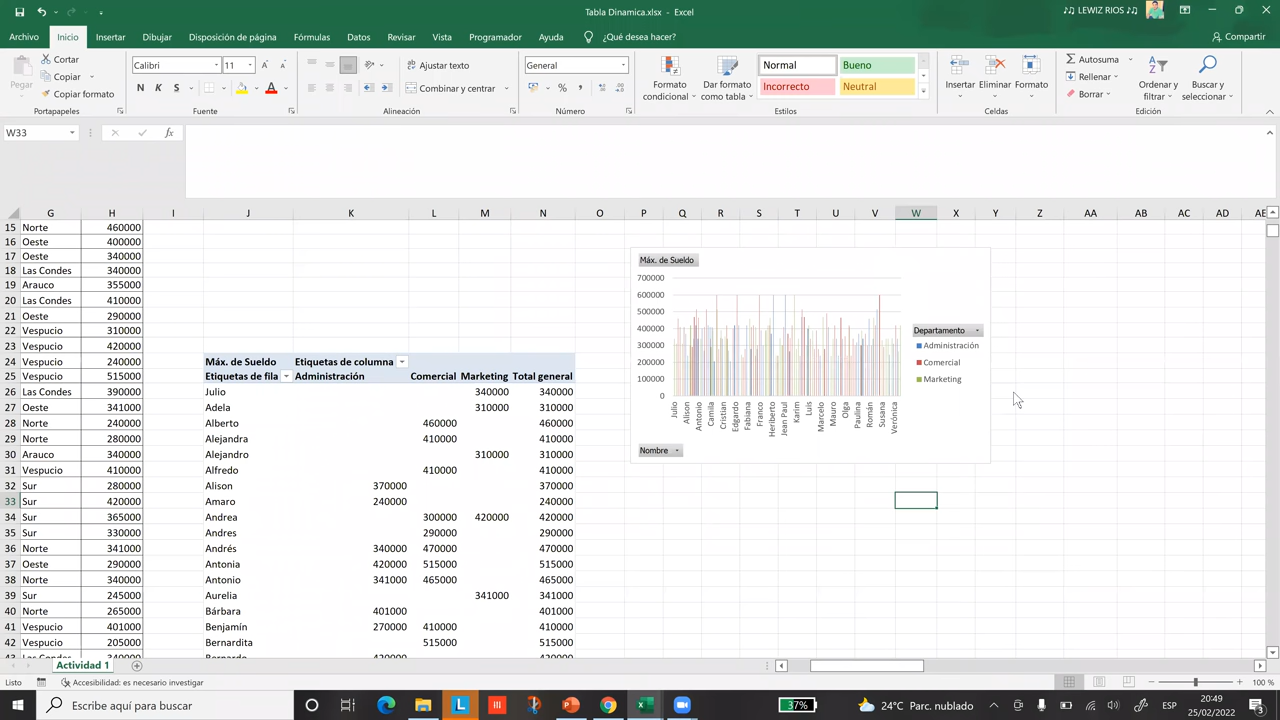 Tabla Dinamica.xlsx - Excel
LEWIZ RIOS
Archivo Inicio Insertar Dibujar Disposición de página Fórmulas Datos Revisar Vista Programador Ayuda ¿Qué desea hacer? Compartir
Pegar
Cortar
Copiar
Copiar formato
Calibri 11
N K S
Ajustar texto
Combinar y centrar
General
Formato condicional
Dar formato como tabla
Normal Bueno
Incorrecto Neutral
Insertar Eliminar Formato
Autosuma
Rellenar
Borrar
Ordenar y filtrar
Buscar y seleccionar
Portapapeles Fuente Alineación Número Estilos Celdas Edición
W33 fx
G H I J K L M N O P Q R S T U V W X Y Z AA AB AC AD AE
15 Norte 460000
16 Oeste 400000
17 Oeste 340000
18 Las Condes 340000
19 Arauco 355000
20 Las Condes 410000
21 Oeste 290000
22 Vespucio 310000
23 Vespucio 420000
24 Vespucio 240000 Máx. de Sueldo Etiquetas de columna
25 Vespucio 515000 Etiquetas de fila Administración Comercial Marketing Total general
26 Las Condes 390000 Julio 340000 340000
27 Oeste 341000 Adela 310000 310000
28 Norte 240000 Alberto 460000 460000
29 Norte 280000 Alejandra 410000 410000
30 Arauco 340000 Alejandro 310000 310000
31 Vespucio 410000 Alfredo 410000 410000
32 Sur 280000 Alison 370000 370000
33 Sur 420000 Amaro 240000 240000
34 Sur 365000 Andrea 300000 420000 420000
35 Sur 330000 Andres 290000 290000
36 Norte 341000 Andrés 340000 470000 470000
37 Oeste 290000 Antonia 420000 515000 515000
38 Norte 340000 Antonio 341000 465000 465000
39 Sur 245000 Aurelia 341000 341000
40 Norte 265000 Bárbara 401000 401000
41 Vespucio 401000 Benjamín 270000 410000 410000
42 Vespucio 205000 Bernardita 515000 515000
Máx. de Sueldo
700000
600000
500000
400000
300000
200000
100000
0
Julio Alison Antonio Camila Cristian Edgardo Fabiana Franco Heriberto Jean Paul Karim Luis Marcelo Mauro Olga Paulina Román Susana Verónica
Departamento
Administración
Comercial
Marketing
Nombre
Actividad 1
Listo Accesibilidad: es necesario investigar 100 %
Escribe aquí para buscar
L
37%
24°C Parc. nublado
ESP
20:49
25/02/2022
3